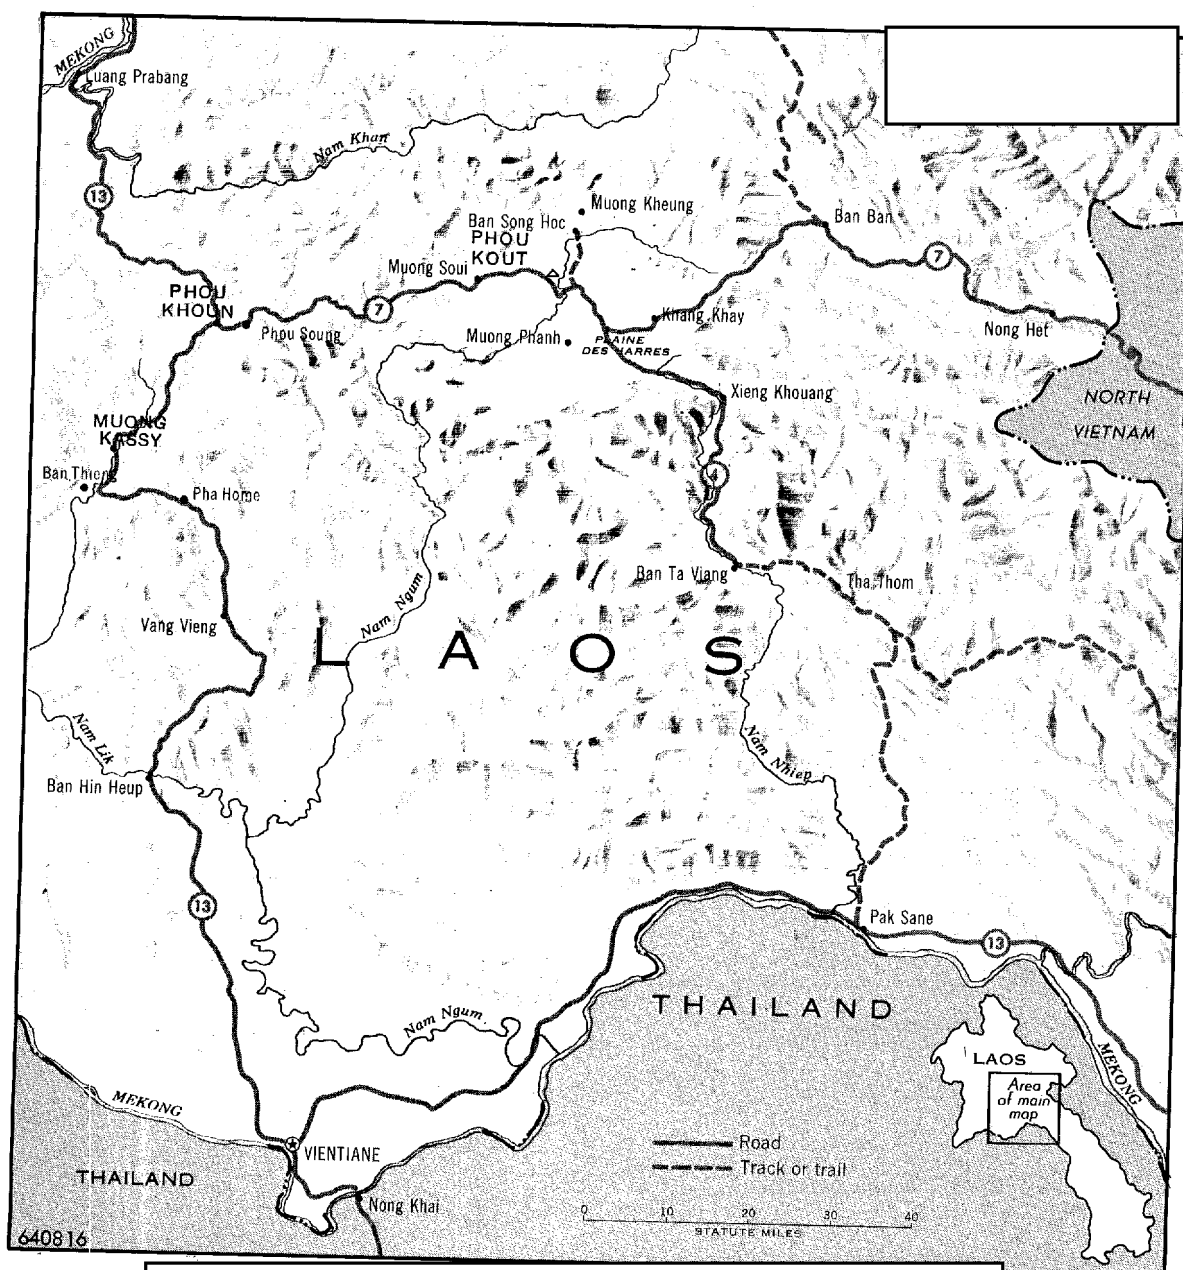 MEKONG
Luang Prabang
Nam Khan
13
Muong Kheung
Ban Song Hoc
PHOU
KOUT
Ban Ban
7
Muong Soui
PHOU
KHOUN
7
Phou Soung
Khang Khay
Muong Phanh
PLAINE
DES JARRES
Nong Het
Xieng Khouang
NORTH
VIETNAM
MUONG
KASSY
Ban Thieng
Pha Home
4
Ban Ta Viang
Tha Thom
Nam Ngum
Vang Vieng
LAOS
Nam Lik
Nam Nhiep
Ban Hin Heup
13
Pak Sane
13
THAILAND
Nam Ngum
LAOS
Area
of main
map
MEKONG
MEKONG
VIENTIANE
Road
Track or trail
THAILAND
Nong Khai
0 10 20 30 40
STATUTE MILES
640816